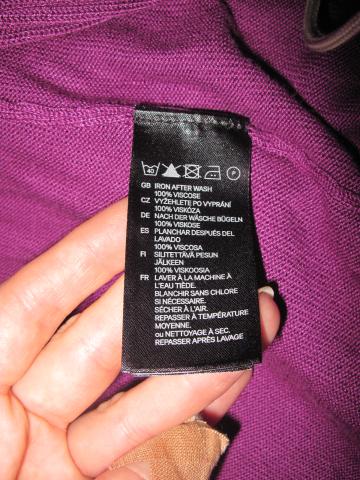 40 P
GB IRON AFTER WASH
100% VISCOSE
CZ VYŽEHLETE PO VYPRÁNÍ
100% VISKÓZA
DE NACH DER WÄSCHE BÜGELN
100% VISKOSE
ES PLANCHAR DESPUÉS DEL
LAVADO
100% VISCOSA
FI SILITETTÄVÄ PESUN
JÄLKEEN
100% VISKOOSIA
FR LAVER À LA MACHINE À
L'EAU TIÈDE.
BLANCHIR SANS CHLORE
SI NÉCESSAIRE.
SÉCHER À L'AIR.
REPASSER À TEMPÉRATURE
MOYENNE.
ou NETTOYAGE À SEC.
REPASSER APRÈS LAVAGE